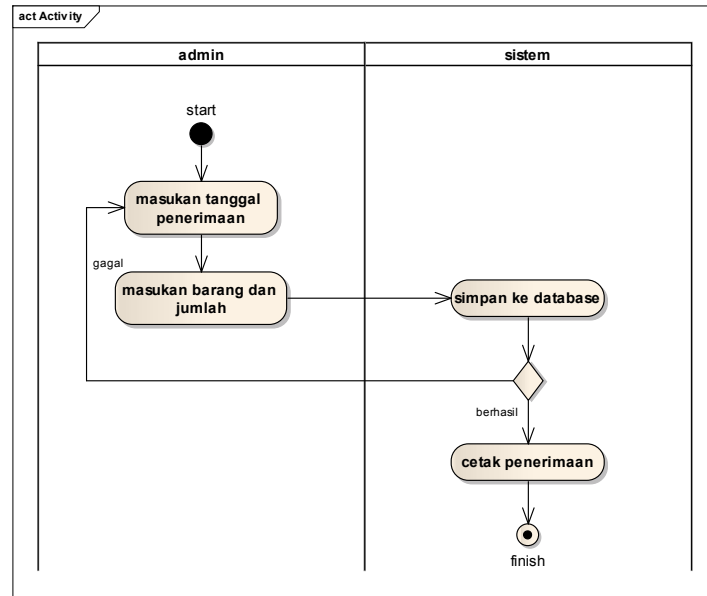 act Activity
admin
sistem
start
masukan tanggal
penerimaan
gagal
masukan barang dan
jumlah
simpan ke database
berhasil
cetak penerimaan
finish